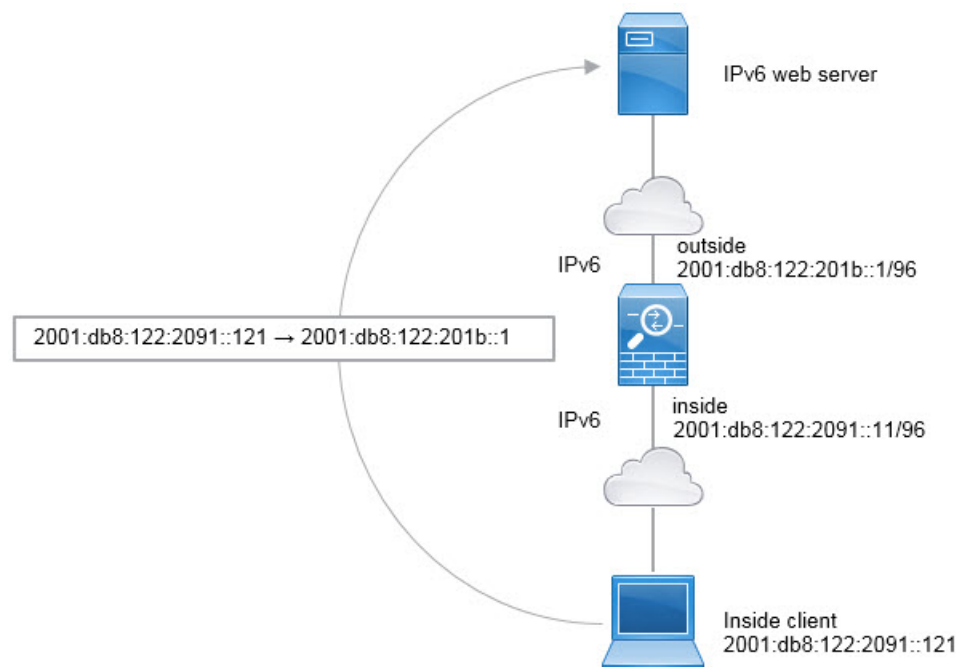 IPv6 web server
outside
2001:db8:122:201b::1/96
IPv6
2001:db8:122:2091::121 → 2001:db8:122:201b::1
IPv6
inside
2001:db8:122:2091::11/96
Inside client
2001:db8:122:2091::121